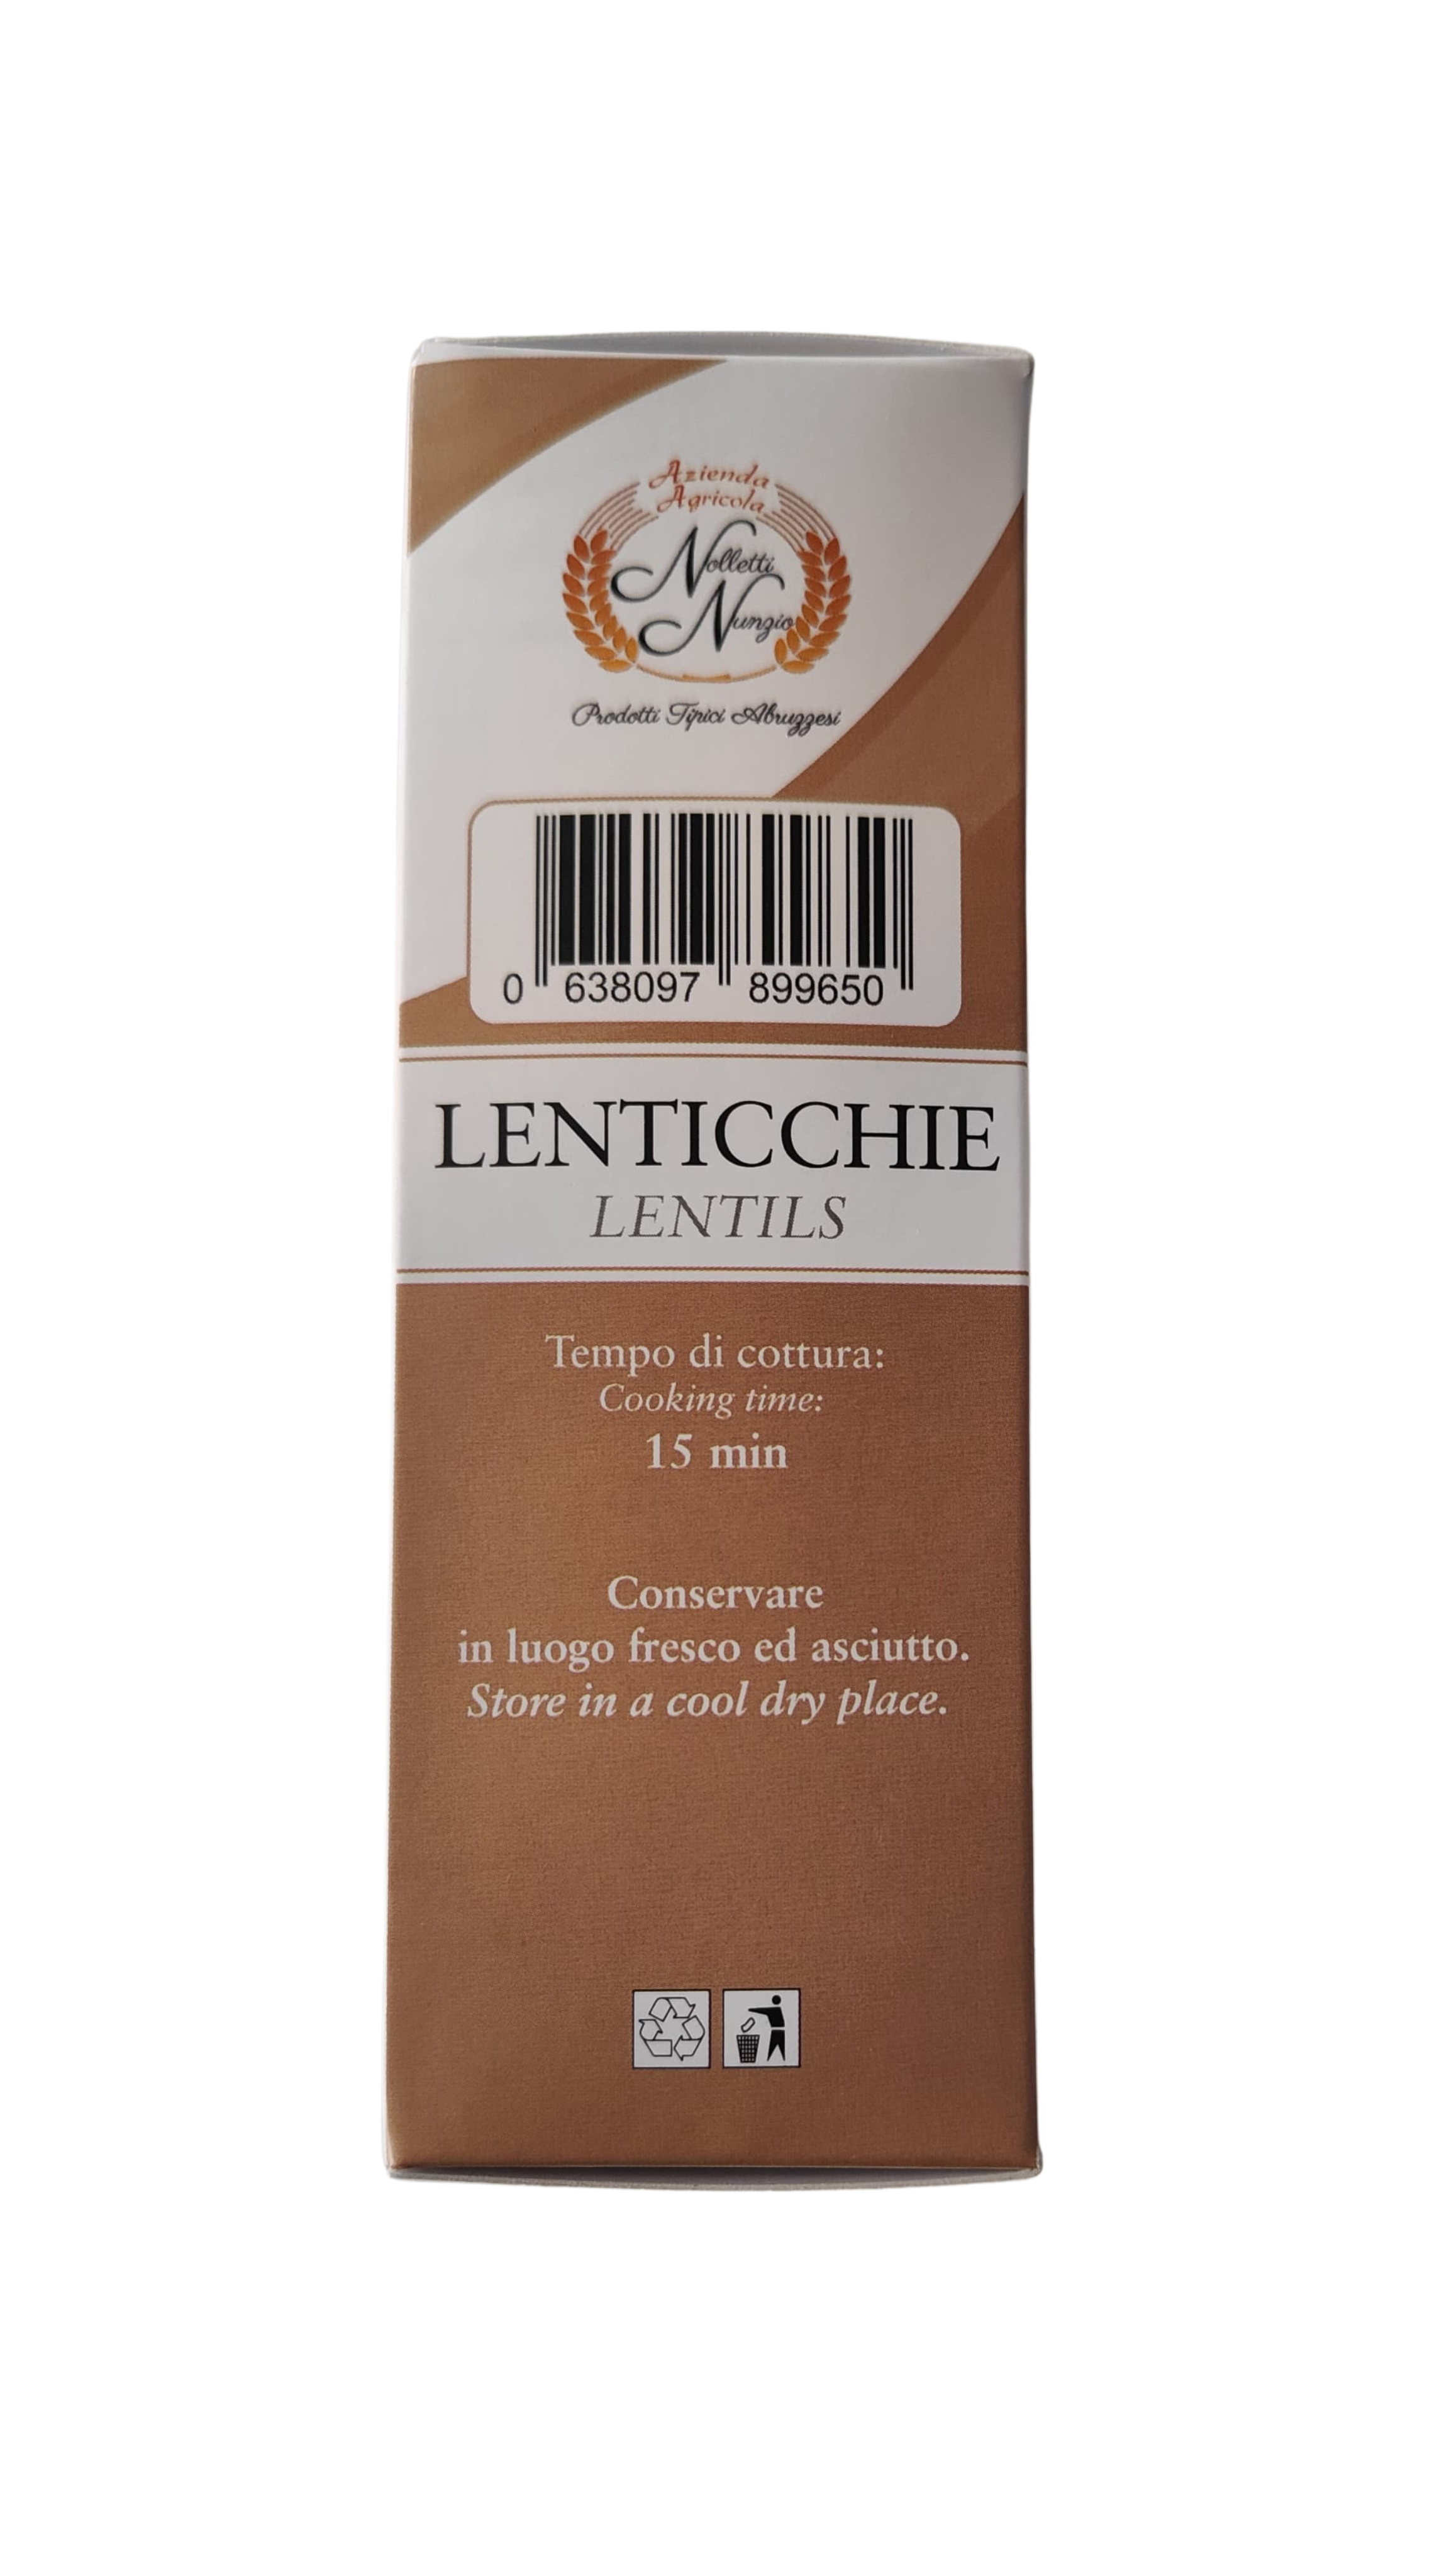 Azienda
Agricola
Nolletti
Nunzio
Prodotti Tipici Abruzzesi
0 638097 899650
LENTICCHIE
LENTILS
Tempo di cottura:
Cooking time:
15 min
Conservare
in luogo fresco ed asciutto.
Store in a cool dry place.